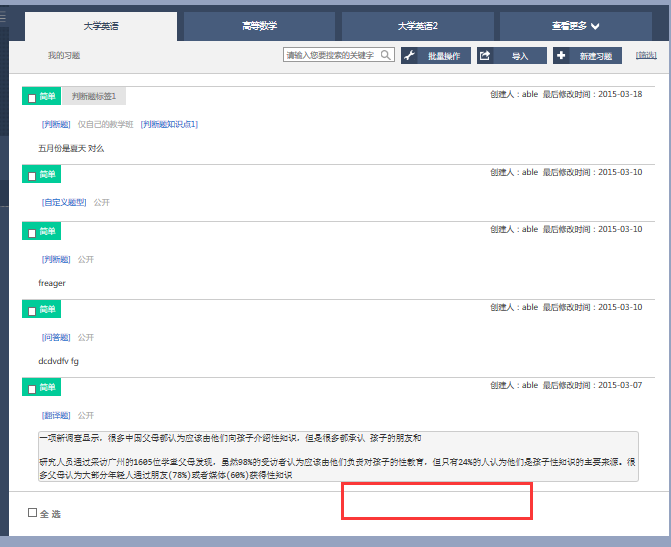 大学英语 高等数学 大学英语2 查看更多
我的习题 请输入您要搜索的关键字 批量操作 导入 新建习题 [筛选]
简单 判断题标签1 创建人：able 最后修改时间：2015-03-18
[判断题] 仅自己的教学班 [判断题知识点1]
五月份是夏天 对么
简单 创建人：able 最后修改时间：2015-03-10
[自定义题型] 公开
简单 创建人：able 最后修改时间：2015-03-10
[判断题] 公开
freager
简单 创建人：able 最后修改时间：2015-03-10
[问答题] 公开
dcdvdfv fg
简单 创建人：able 最后修改时间：2015-03-07
[翻译题] 公开
一项新调查显示，很多中国父母都认为应该由他们向孩子介绍性知识，但是很多都承认 孩子的朋友和
研究人员通过采访广州的1605位学童父母发现，虽然98%的受访者认为应该由他们负责对孩子的性教育，但只有24%的人认为他们是孩子性知识的主要来源。很
多父母认为大部分年轻人通过朋友(78%)或者媒体(60%)获得性知识
全 选